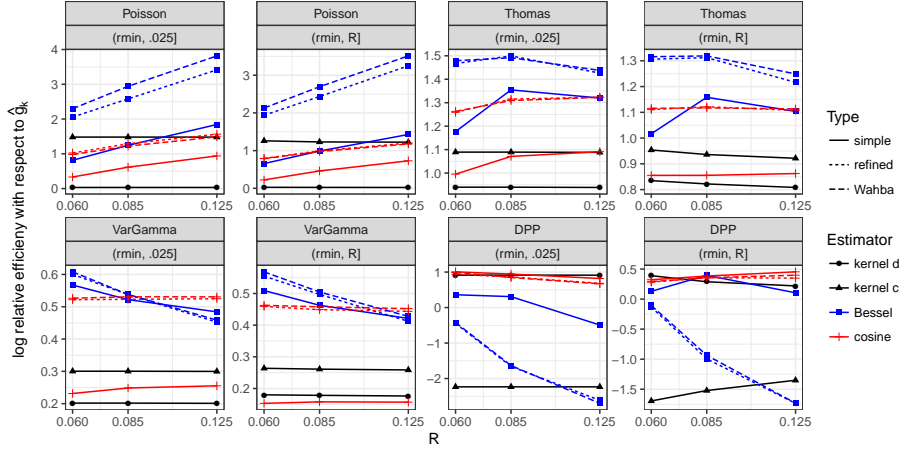 Poisson Poisson Thomas Thomas
(rmin, .025] (rmin, R] (rmin, .025] (rmin, R]
4 3 2 1 0
3 2 1 0
1.5 1.4 1.3 1.2 1.1 1.0
1.3 1.2 1.1 1.0 0.9 0.8
0.060 0.085 0.125 0.060 0.085 0.125 0.060 0.085 0.125 0.060 0.085 0.125
VarGamma VarGamma DPP DPP
(rmin, .025] (rmin, R] (rmin, .025] (rmin, R]
0.6 0.5 0.4 0.3 0.2
0.5 0.4 0.3 0.2
1 0 −1 −2
0.5 0.0 −0.5 −1.0 −1.5
0.060 0.085 0.125 0.060 0.085 0.125 0.060 0.085 0.125 0.060 0.085 0.125
R
log relative efficieny with respect to ĝk
Type
simple
refined
Wahba
Estimator
kernel d
kernel c
Bessel
cosine